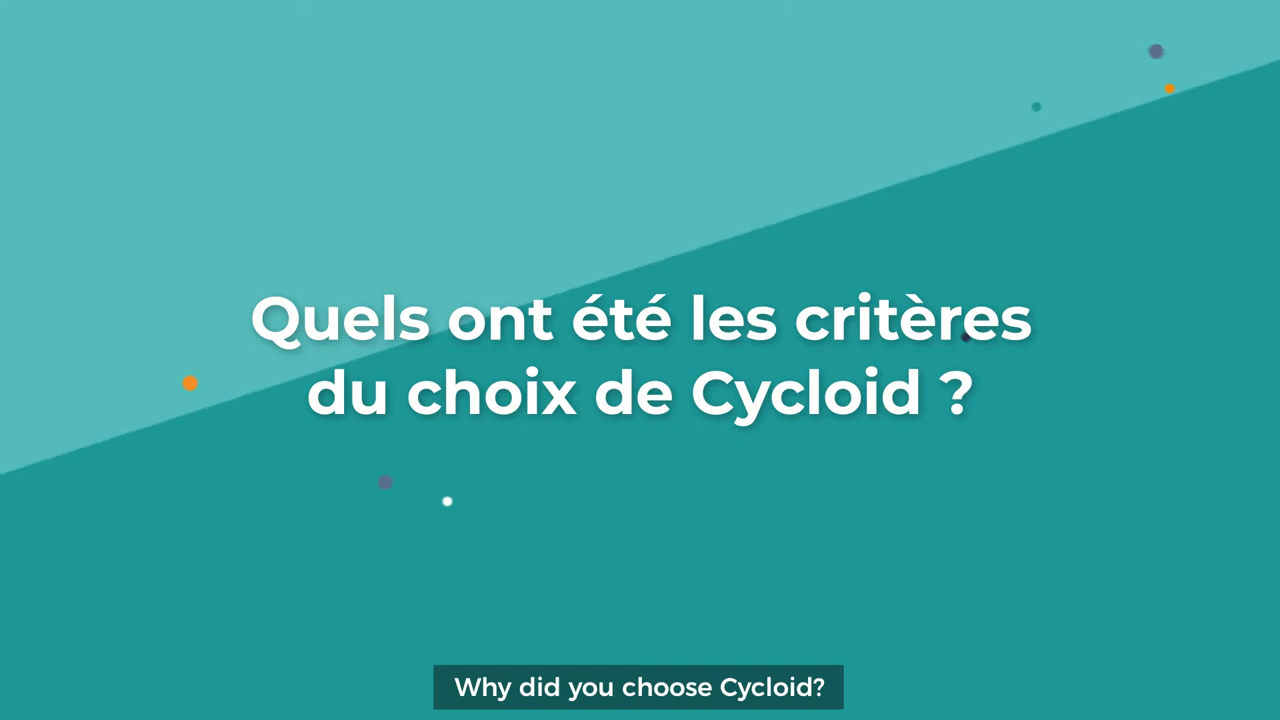 Quels ont été les critères
du choix de Cycloid ?
Why did you choose Cycloid?